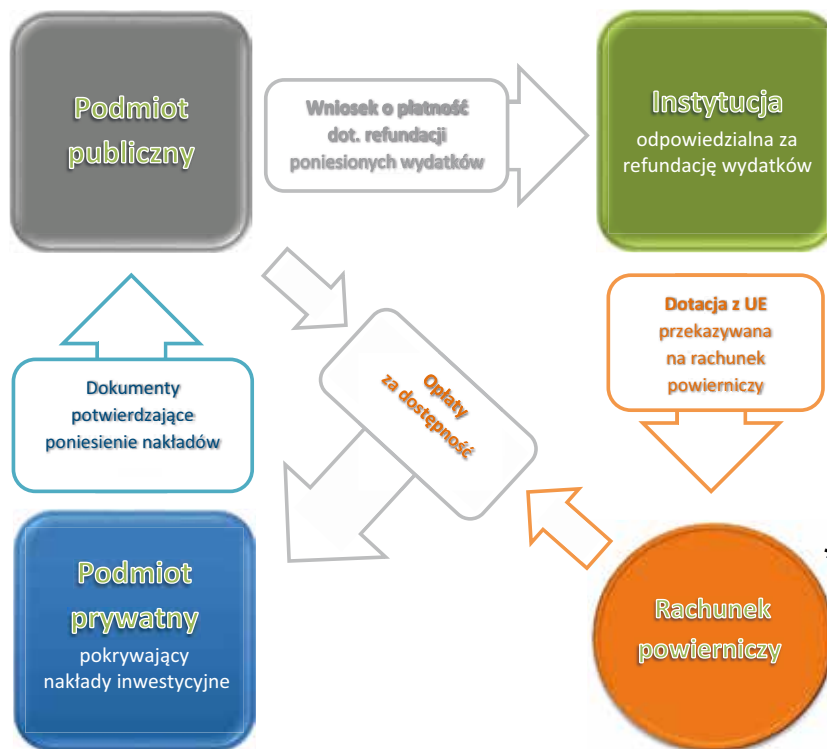 Podmiot
publiczny
Wniosek o płatność
dot. refundacji
poniesionych wydatków
Instytucja
odpowiedzialna za
refundację wydatków
Dotacja z UE
przekazywana
na rachunek
powierniczy
Opłaty
za dostępność
Dokumenty
potwierdzające
poniesienie nakładów
Podmiot
prywatny
pokrywający
nakłady inwestycyjne
Rachunek
powierniczy